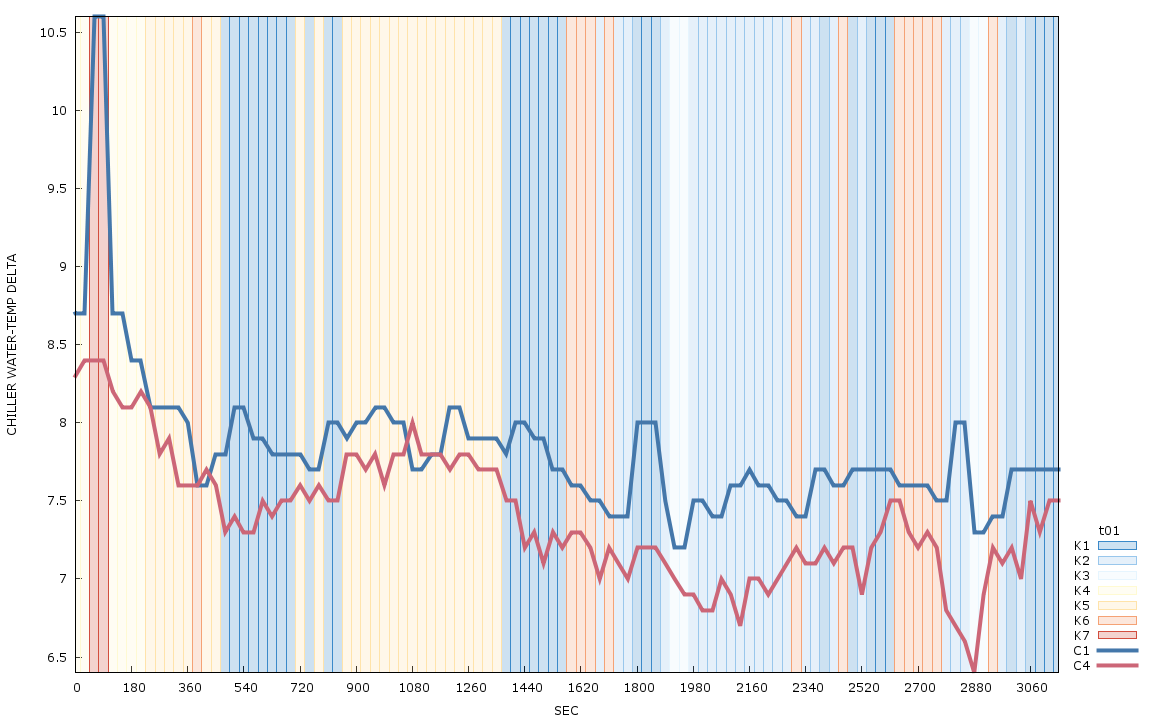 10.5
10
9.5
9
8.5
8
7.5
7
6.5
CHILLER WATER-TEMP DELTA
0 180 360 540 720 900 1080 1260 1440 1620 1800 1980 2160 2340 2520 2700 2880 3060
SEC
t01
K1
K2
K3
K4
K5
K6
K7
C1
C4